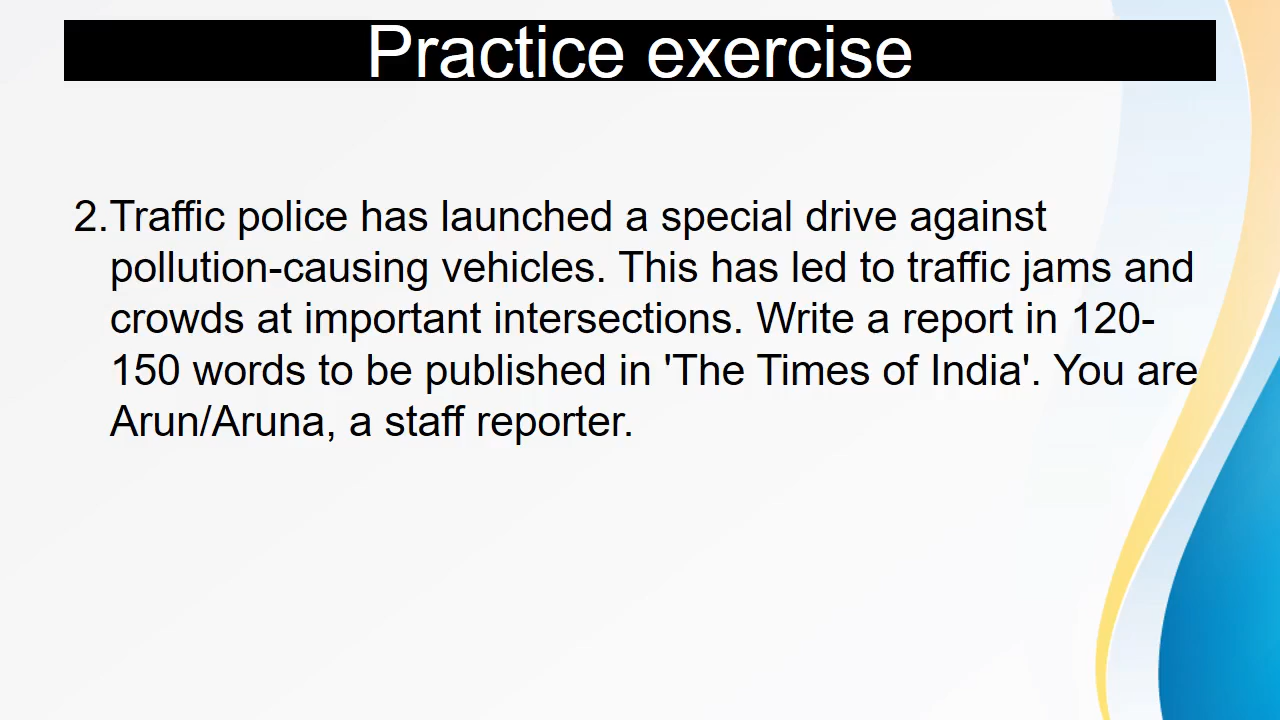 Practice exercise
2.Traffic police has launched a special drive against
pollution-causing vehicles. This has led to traffic jams and
crowds at important intersections. Write a report in 120-
150 words to be published in 'The Times of India'. You are
Arun/Aruna, a staff reporter.